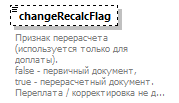 changeRecalcFlag
Признак перерасчета
(используется только для
доплаты).
false - первичный документ,
true - перерасчетный документ.
Переплата / корректировка не д...